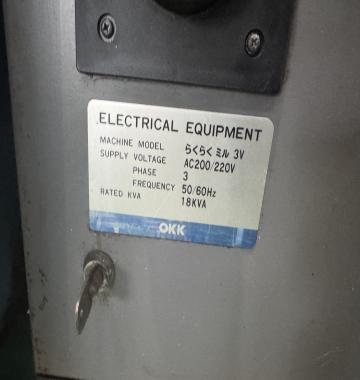 ELECTRICAL EQUIPMENT
MACHINE MODEL らくらくミル 3V
SUPPLY VOLTAGE AC200/220V
PHASE 3
FREQUENCY 50/60Hz
RATED KVA 18KVA
OKK